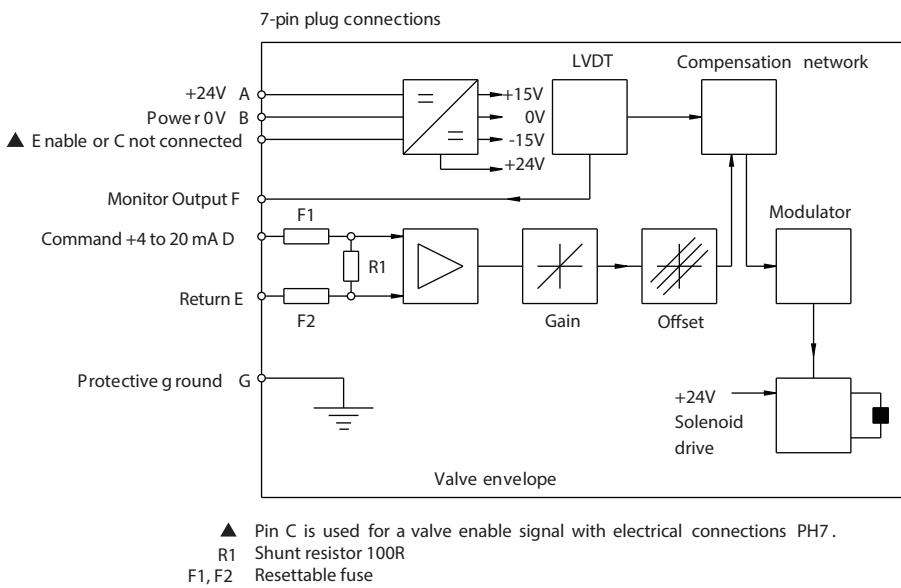 7-pin plug connections
LVDT
Compensation network
+24V A
+15V
Power 0V B
0V
▲ Enable or C not connected
-15V
+24V
Monitor Output F
F1
Modulator
Command +4 to 20 mA D
R1
Return E
F2
Gain
Offset
Protective ground G
+24V
Solenoid
drive
Valve envelope
▲ Pin C is used for a valve enable signal with electrical connections PH7.
R1 Shunt resistor 100R
F1, F2 Resettable fuse